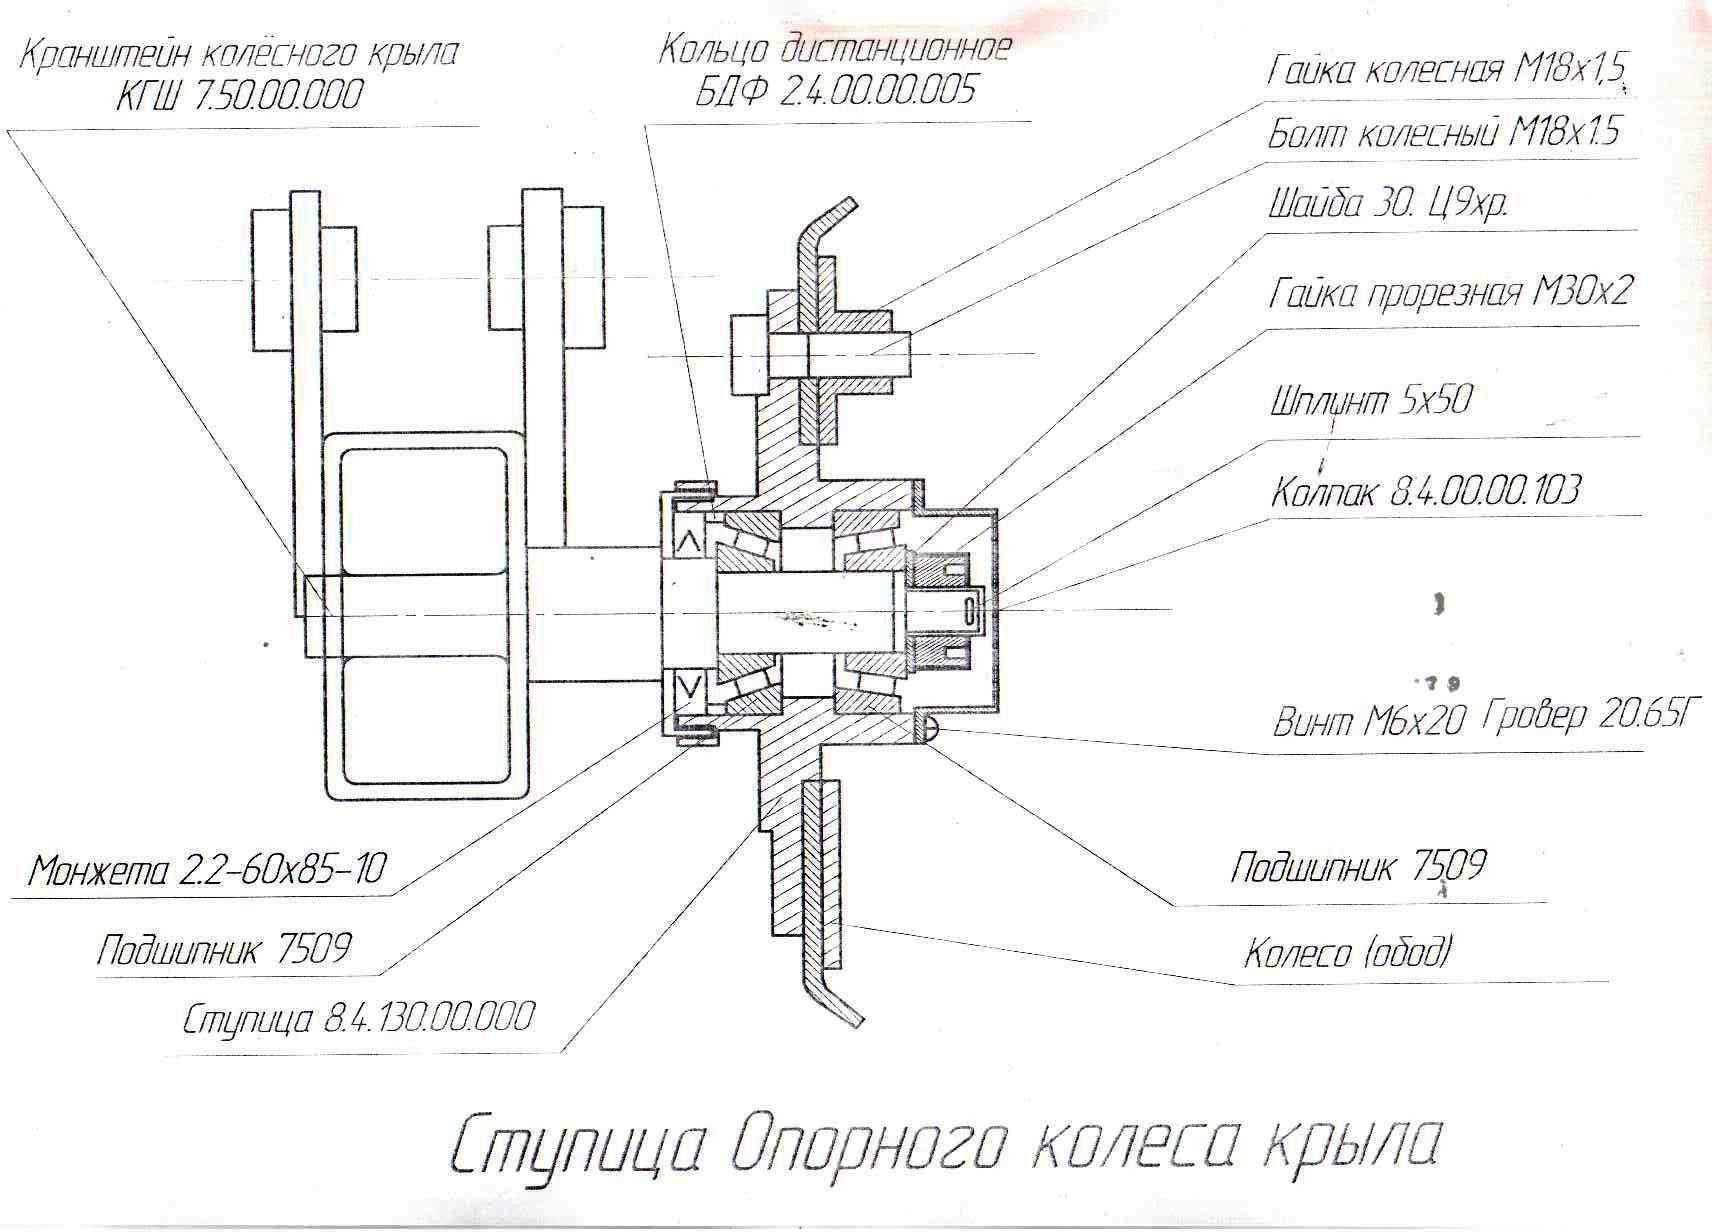 Кранштейн колёсного крыла
КГШ 7.50.00.000
Кольцо дистанционное
БДФ 2.4.00.00.005
Гайка колесная М18х1,5
Болт колесный М18х1.5
Шайба 30. Ц9хр.
Гайка прорезная М30х2
Шплинт 5х50
Колпак 8.4.00.00.103
Винт М6х20 Гровер 20.65Г
Манжета 2.2-60х85-10
Подшипник 7509
Подшипник 7509
Колесо (обод)
Ступица 8.4.130.00.000
Ступица Опорного колеса крыла